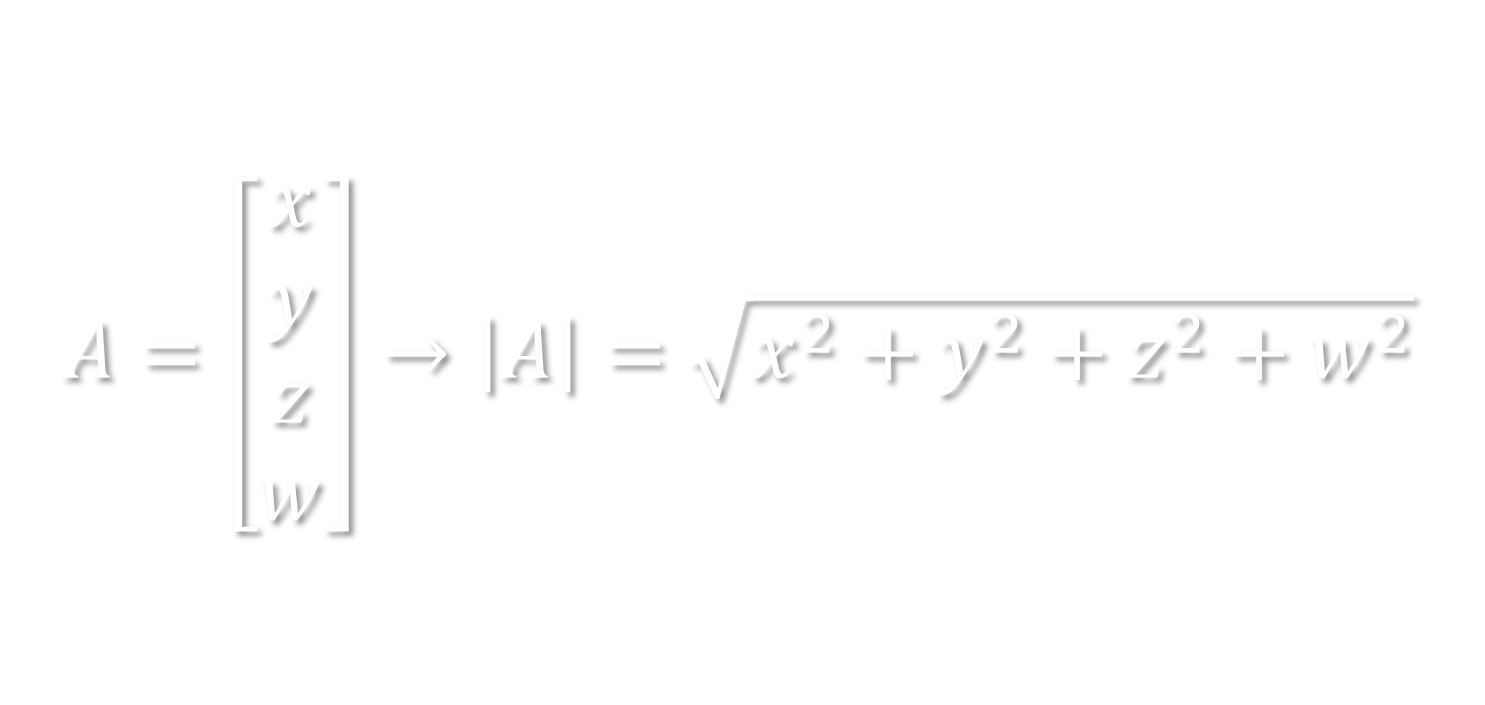 A = [x y z w] → |A| = √(x² + y² + z² + w²)